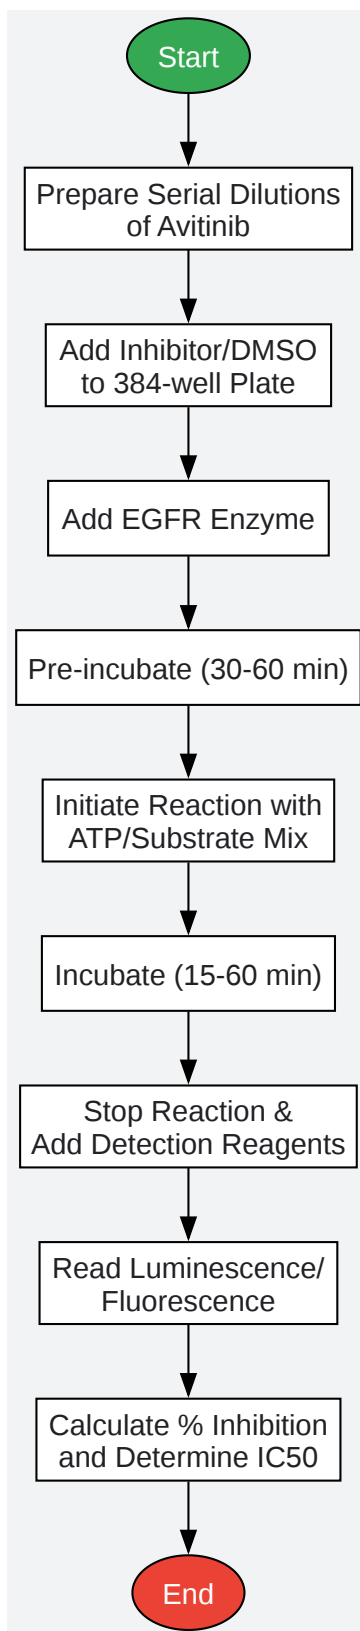 Start
Prepare Serial Dilutions
of Avitinib
Add Inhibitor/DMSO
to 384-well Plate
Add EGFR Enzyme
Pre-incubate (30-60 min)
Initiate Reaction with
ATP/Substrate Mix
Incubate (15-60 min)
Stop Reaction &
Add Detection Reagents
Read Luminescence/
Fluorescence
Calculate % Inhibition
and Determine IC50
End